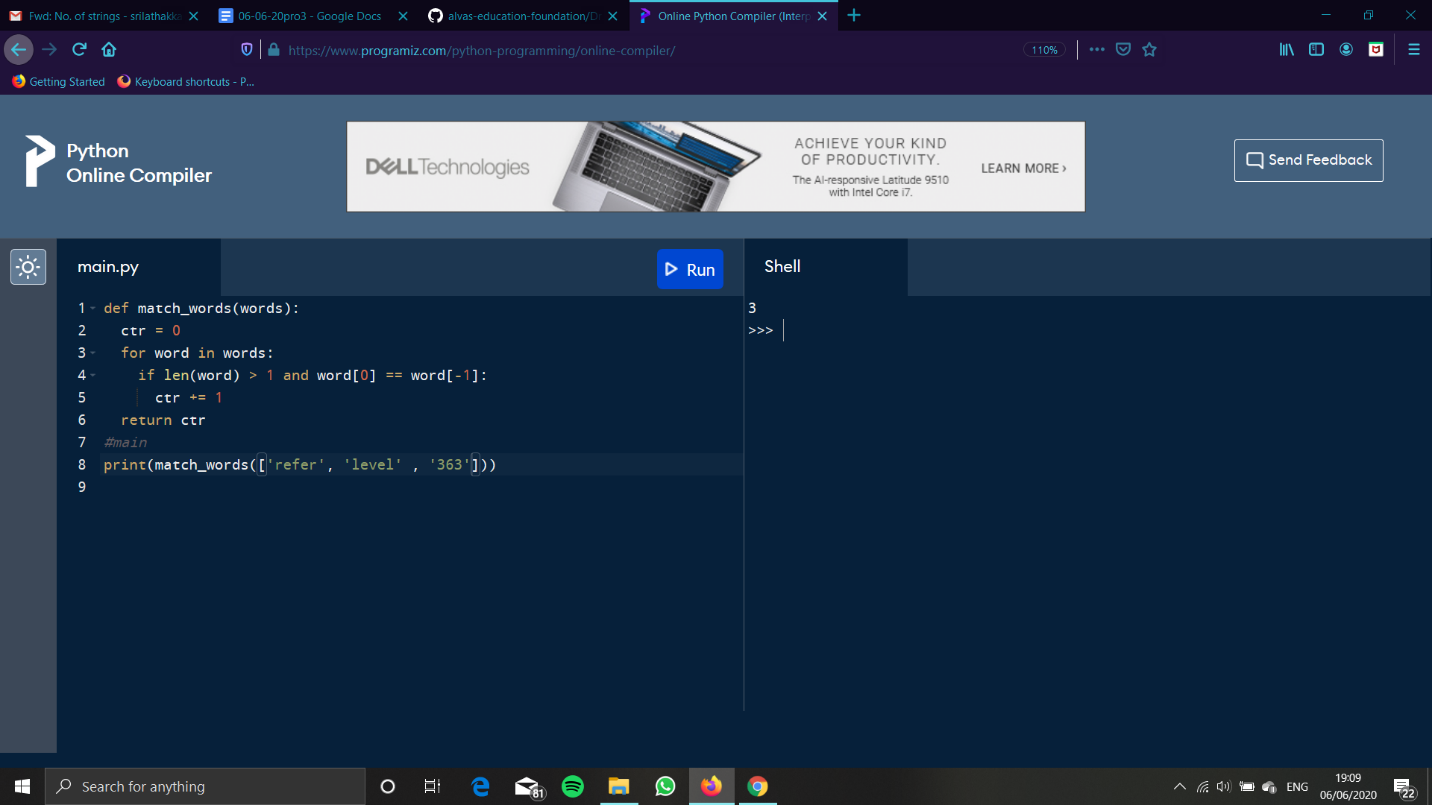 Fwd: No. of strings - srilathakka
06-06-20pro3 - Google Docs
alvas-education-foundation/D
Online Python Compiler (Interp
https://www.programiz.com/python-programming/online-compiler/
110%
Getting Started
Keyboard shortcuts - P...
Python
Online Compiler
DELLTechnologies
ACHIEVE YOUR KIND
OF PRODUCTIVITY.
The AI-responsive Latitude 9510
with Intel Core i7.
LEARN MORE ›
Send Feedback
main.py
Run
Shell
1 def match_words(words):
2   ctr = 0
3   for word in words:
4     if len(word) > 1 and word[0] == word[-1]:
5       ctr += 1
6   return ctr
7 #main
8 print(match_words(['refer', 'level' , '363']))
9
3
>>>
Search for anything
81
ENG
19:09
06/06/2020
22